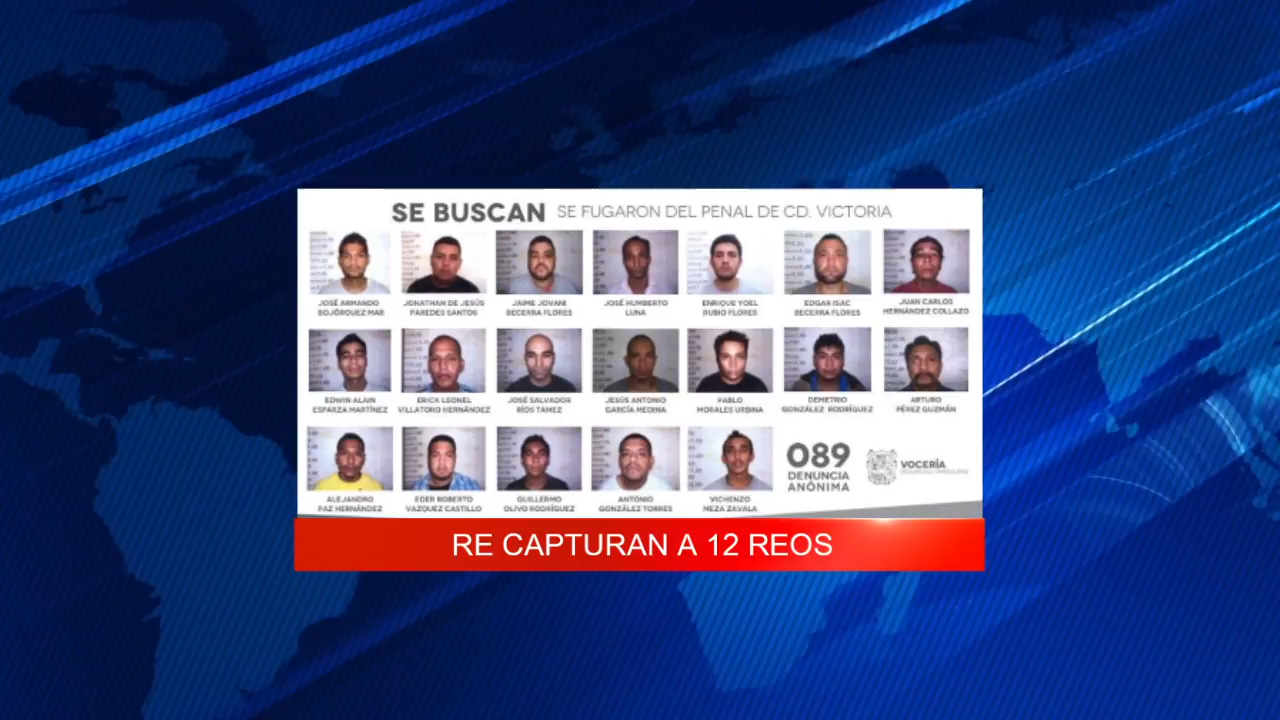 SE BUSCAN SE FUGARON DEL PENAL DE CD. VICTORIA
JOSÉ ARMANDO
BOJÓRQUEZ MAR
JONATHAN DE JESÚS
PAREDES SANTOS
JAIME JOVANI
BECERRA FLORES
JOSÉ HUMBERTO
LUNA
ENRIQUE YOEL
RUBIO FLORES
EDGAR ISAC
BECERRA FLORES
JUAN CARLOS
HERNÁNDEZ COLLAZO
EDWIN ALAIN
ESPARZA MARTÍNEZ
ERICK LEONEL
VILLATORIO HERNÁNDEZ
JOSÉ SALVADOR
RÍOS TAMEZ
JESÚS ANTONIO
GARCÍA MEDINA
PABLO
MORALES URBINA
DEMETRIO
GONZÁLEZ RODRÍGUEZ
ARTURO
PÉREZ GUZMÁN
ALEJANDRO
PAZ HERNÁNDEZ
EDER ROBERTO
VAZQUEZ CASTILLO
GUILLERMO
OLIVO RODRÍGUEZ
ANTONIO
GONZÁLEZ TORRES
VICHENZO
MEZA ZAVALA
089
DENUNCIA
ANÓNIMA
VOCERÍA
RE CAPTURAN A 12 REOS